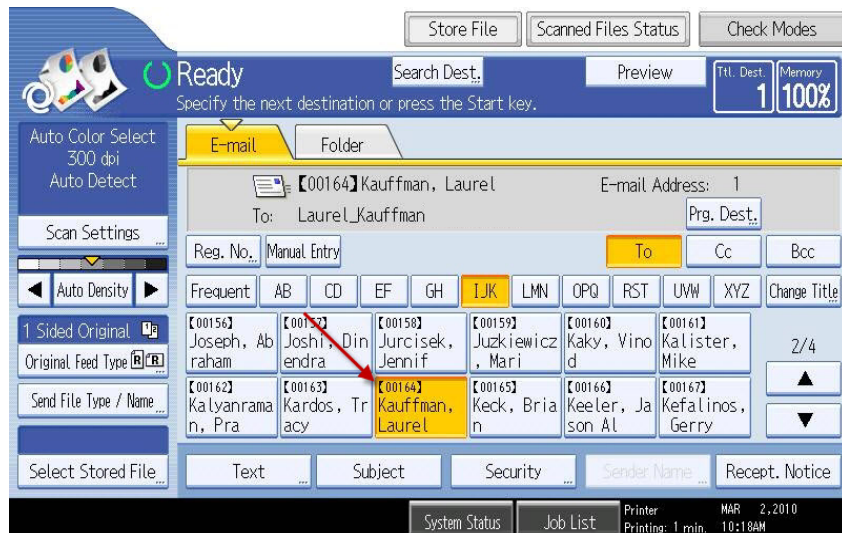 Store File Scanned Files Status Check Modes
Ready Search Dest. Preview Ttl. Dest. 1 Memory 100%
Specify the next destination or press the Start key.
Auto Color Select
300 dpi
Auto Detect
Scan Settings
Auto Density
1 Sided Original
Original Feed Type
Send File Type / Name
Select Stored File
E-mail Folder
【00164】Kauffman, Laurel E-mail Address: 1
To: Laurel_Kauffman Prg. Dest.
Reg. No. Manual Entry To Cc Bcc
Frequent AB CD EF GH IJK LMN OPQ RST UVW XYZ Change Title
【00156】 【00157】 【00158】 【00159】 【00160】 【00161】
Joseph, Ab Joshi, Din Jurcisek, Juzkiewicz Kaky, Vino Kalister,
raham endra Jennif , Mari d Mike
2/4
【00162】 【00163】 【00164】 【00165】 【00166】 【00167】
Kalyanrama Kardos, Tr Kauffman, Keck, Bria Keeler, Ja Kefalinos,
n, Pra acy Laurel n son Al Gerry
Text Subject Security Sender Name Recept. Notice
System Status Job List Printer MAR 2,2010
Printing: 1 min. 10:18AM